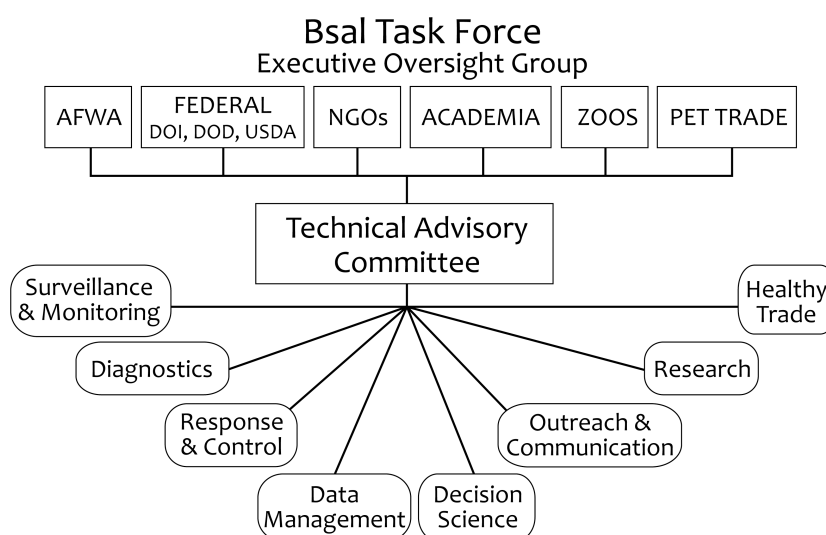 Bsal Task Force
Executive Oversight Group
AFWA
FEDERAL
DOI, DOD, USDA
NGOs
ACADEMIA
ZOOS
PET TRADE
Technical Advisory
Committee
Surveillance
& Monitoring
Healthy
Trade
Diagnostics
Research
Response
& Control
Outreach &
Communication
Data
Management
Decision
Science